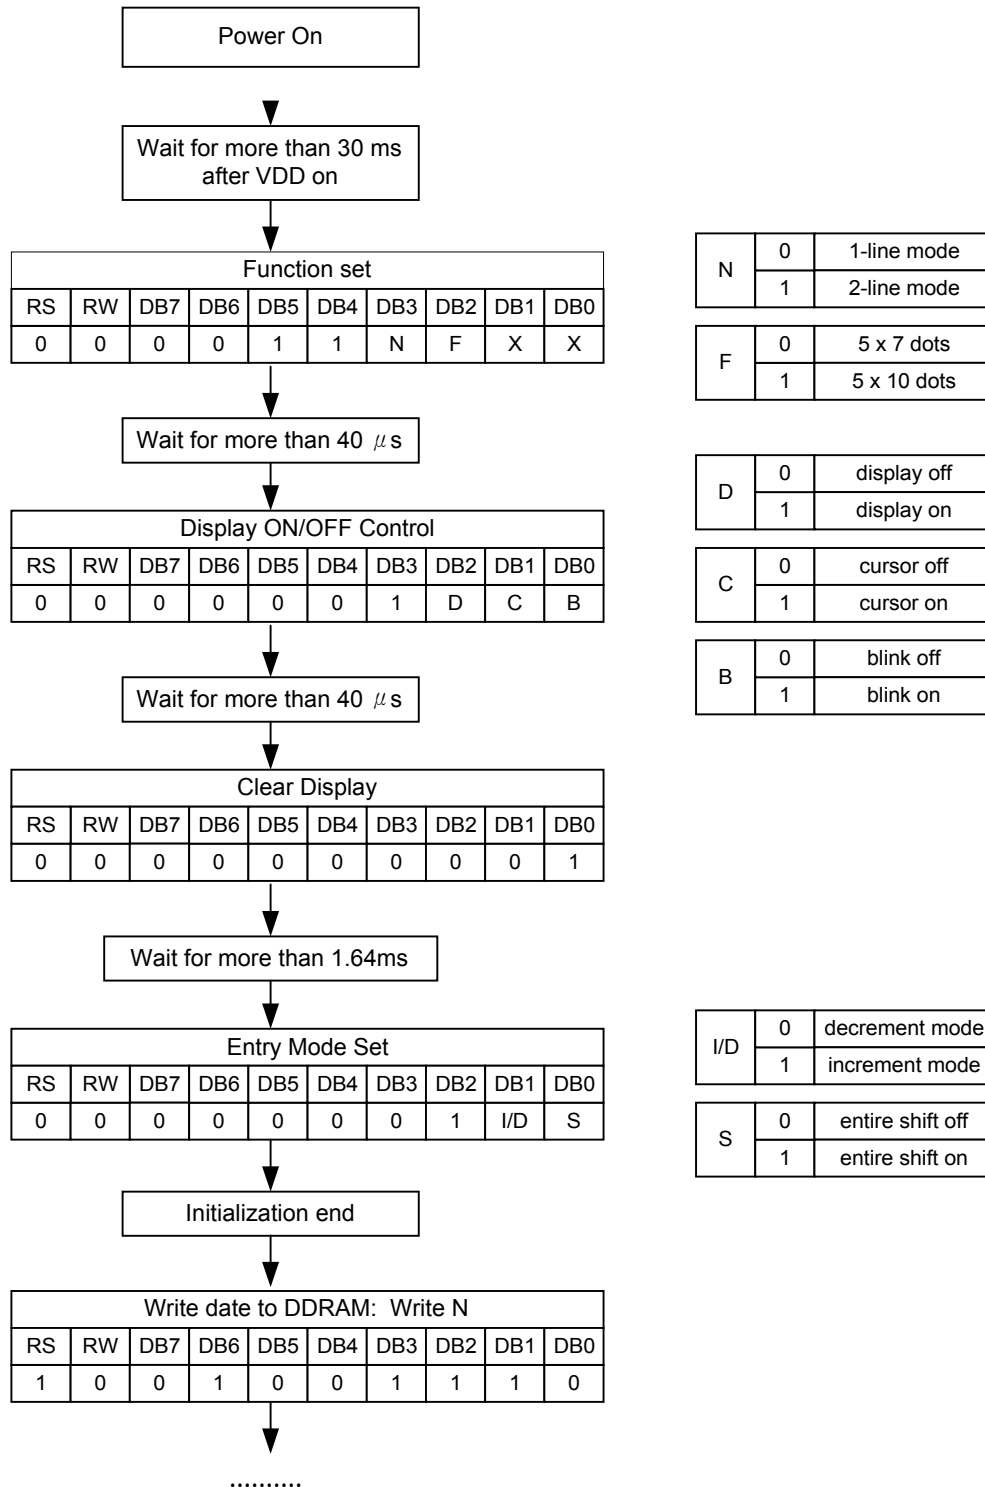 Power On
Wait for more than 30 ms
after VDD on
Function set
RS RW DB7 DB6 DB5 DB4 DB3 DB2 DB1 DB0
0 0 0 0 1 1 N F X X
N 0 1-line mode
1 2-line mode
F 0 5 x 7 dots
1 5 x 10 dots
Wait for more than 40 μs
Display ON/OFF Control
RS RW DB7 DB6 DB5 DB4 DB3 DB2 DB1 DB0
0 0 0 0 0 0 1 D C B
D 0 display off
1 display on
C 0 cursor off
1 cursor on
B 0 blink off
1 blink on
Wait for more than 40 μs
Clear Display
RS RW DB7 DB6 DB5 DB4 DB3 DB2 DB1 DB0
0 0 0 0 0 0 0 0 0 1
Wait for more than 1.64ms
Entry Mode Set
RS RW DB7 DB6 DB5 DB4 DB3 DB2 DB1 DB0
0 0 0 0 0 0 0 1 I/D S
I/D 0 decrement mode
1 increment mode
S 0 entire shift off
1 entire shift on
Initialization end
Write date to DDRAM: Write N
RS RW DB7 DB6 DB5 DB4 DB3 DB2 DB1 DB0
1 0 0 1 0 0 1 1 1 0
..........